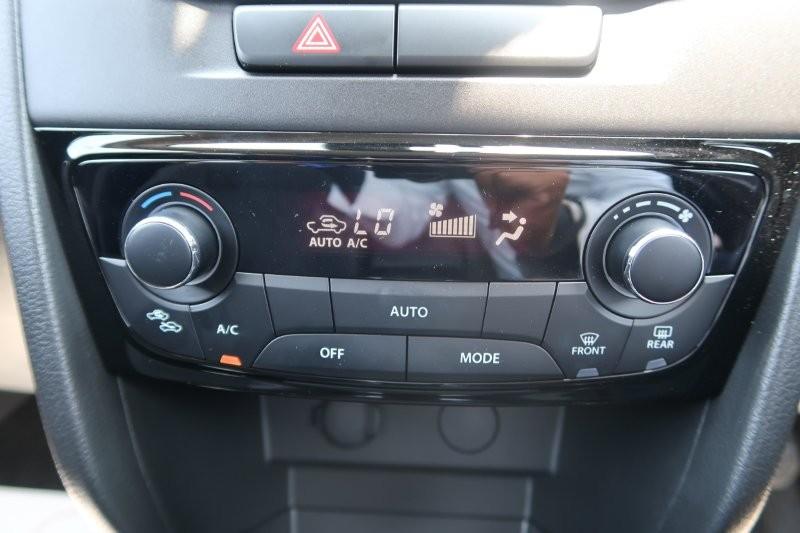 LO
AUTO A/C
A/C
AUTO
OFF
MODE
FRONT
REAR